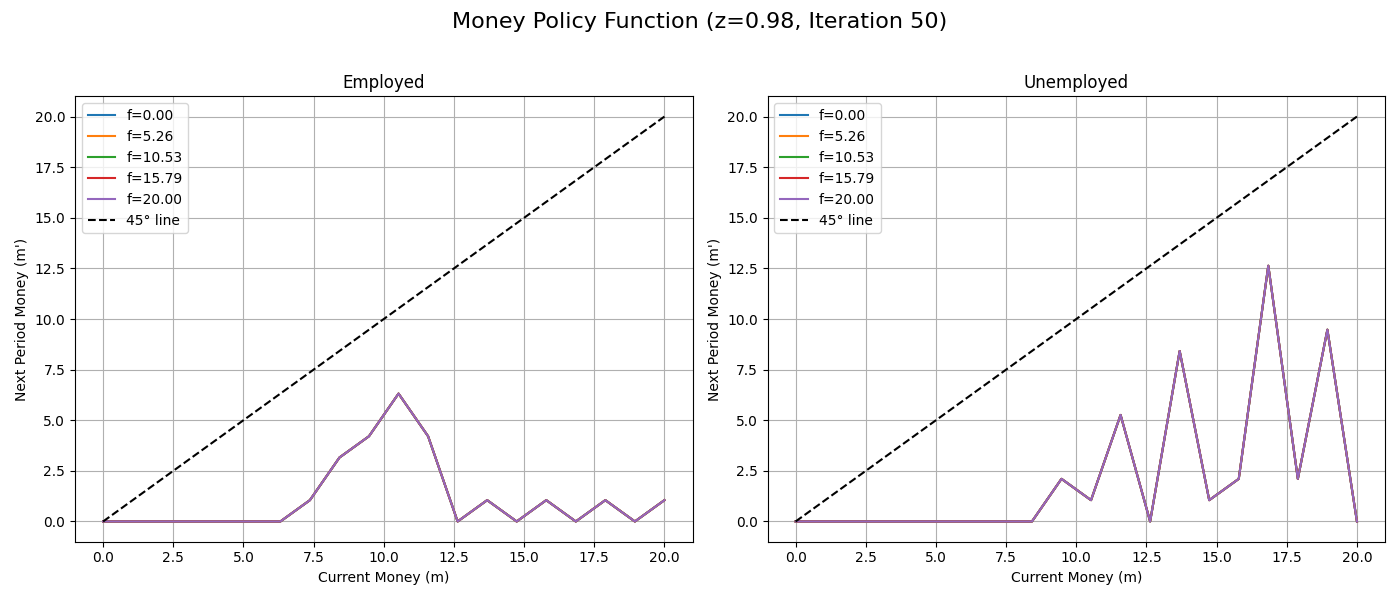 Money Policy Function (z=0.98, Iteration 50)
Employed
f=0.00
f=5.26
f=10.53
f=15.79
f=20.00
45° line
Next Period Money (m')
20.0
17.5
15.0
12.5
10.0
7.5
5.0
2.5
0.0
0.0 2.5 5.0 7.5 10.0 12.5 15.0 17.5 20.0
Current Money (m)
Unemployed
f=0.00
f=5.26
f=10.53
f=15.79
f=20.00
45° line
Next Period Money (m')
20.0
17.5
15.0
12.5
10.0
7.5
5.0
2.5
0.0
0.0 2.5 5.0 7.5 10.0 12.5 15.0 17.5 20.0
Current Money (m)